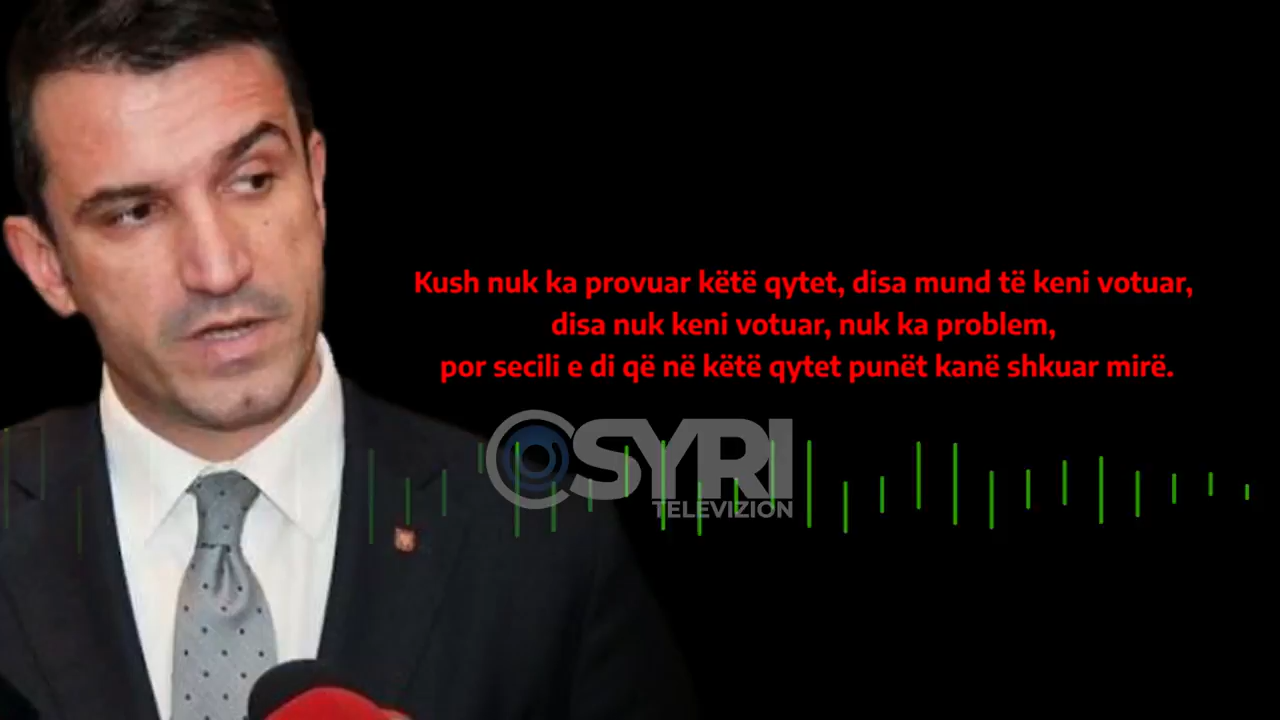 Kush nuk ka provuar këtë qytet, disa mund të keni votuar,
disa nuk keni votuar, nuk ka problem,
por secili e di që në këtë qytet punët kanë shkuar mirë.
SYRI
TELEVIZION